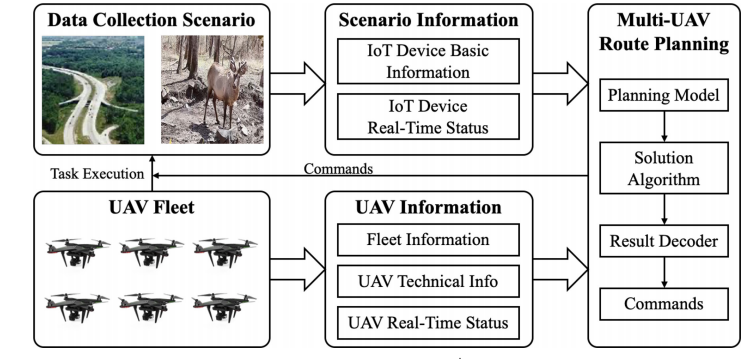 Data Collection Scenario
Scenario Information
IoT Device Basic
Information
IoT Device
Real-Time Status
Multi-UAV
Route Planning
Planning Model
Solution
Algorithm
Result Decoder
Commands
Task Execution
Commands
UAV Fleet
UAV Information
Fleet Information
UAV Technical Info
UAV Real-Time Status